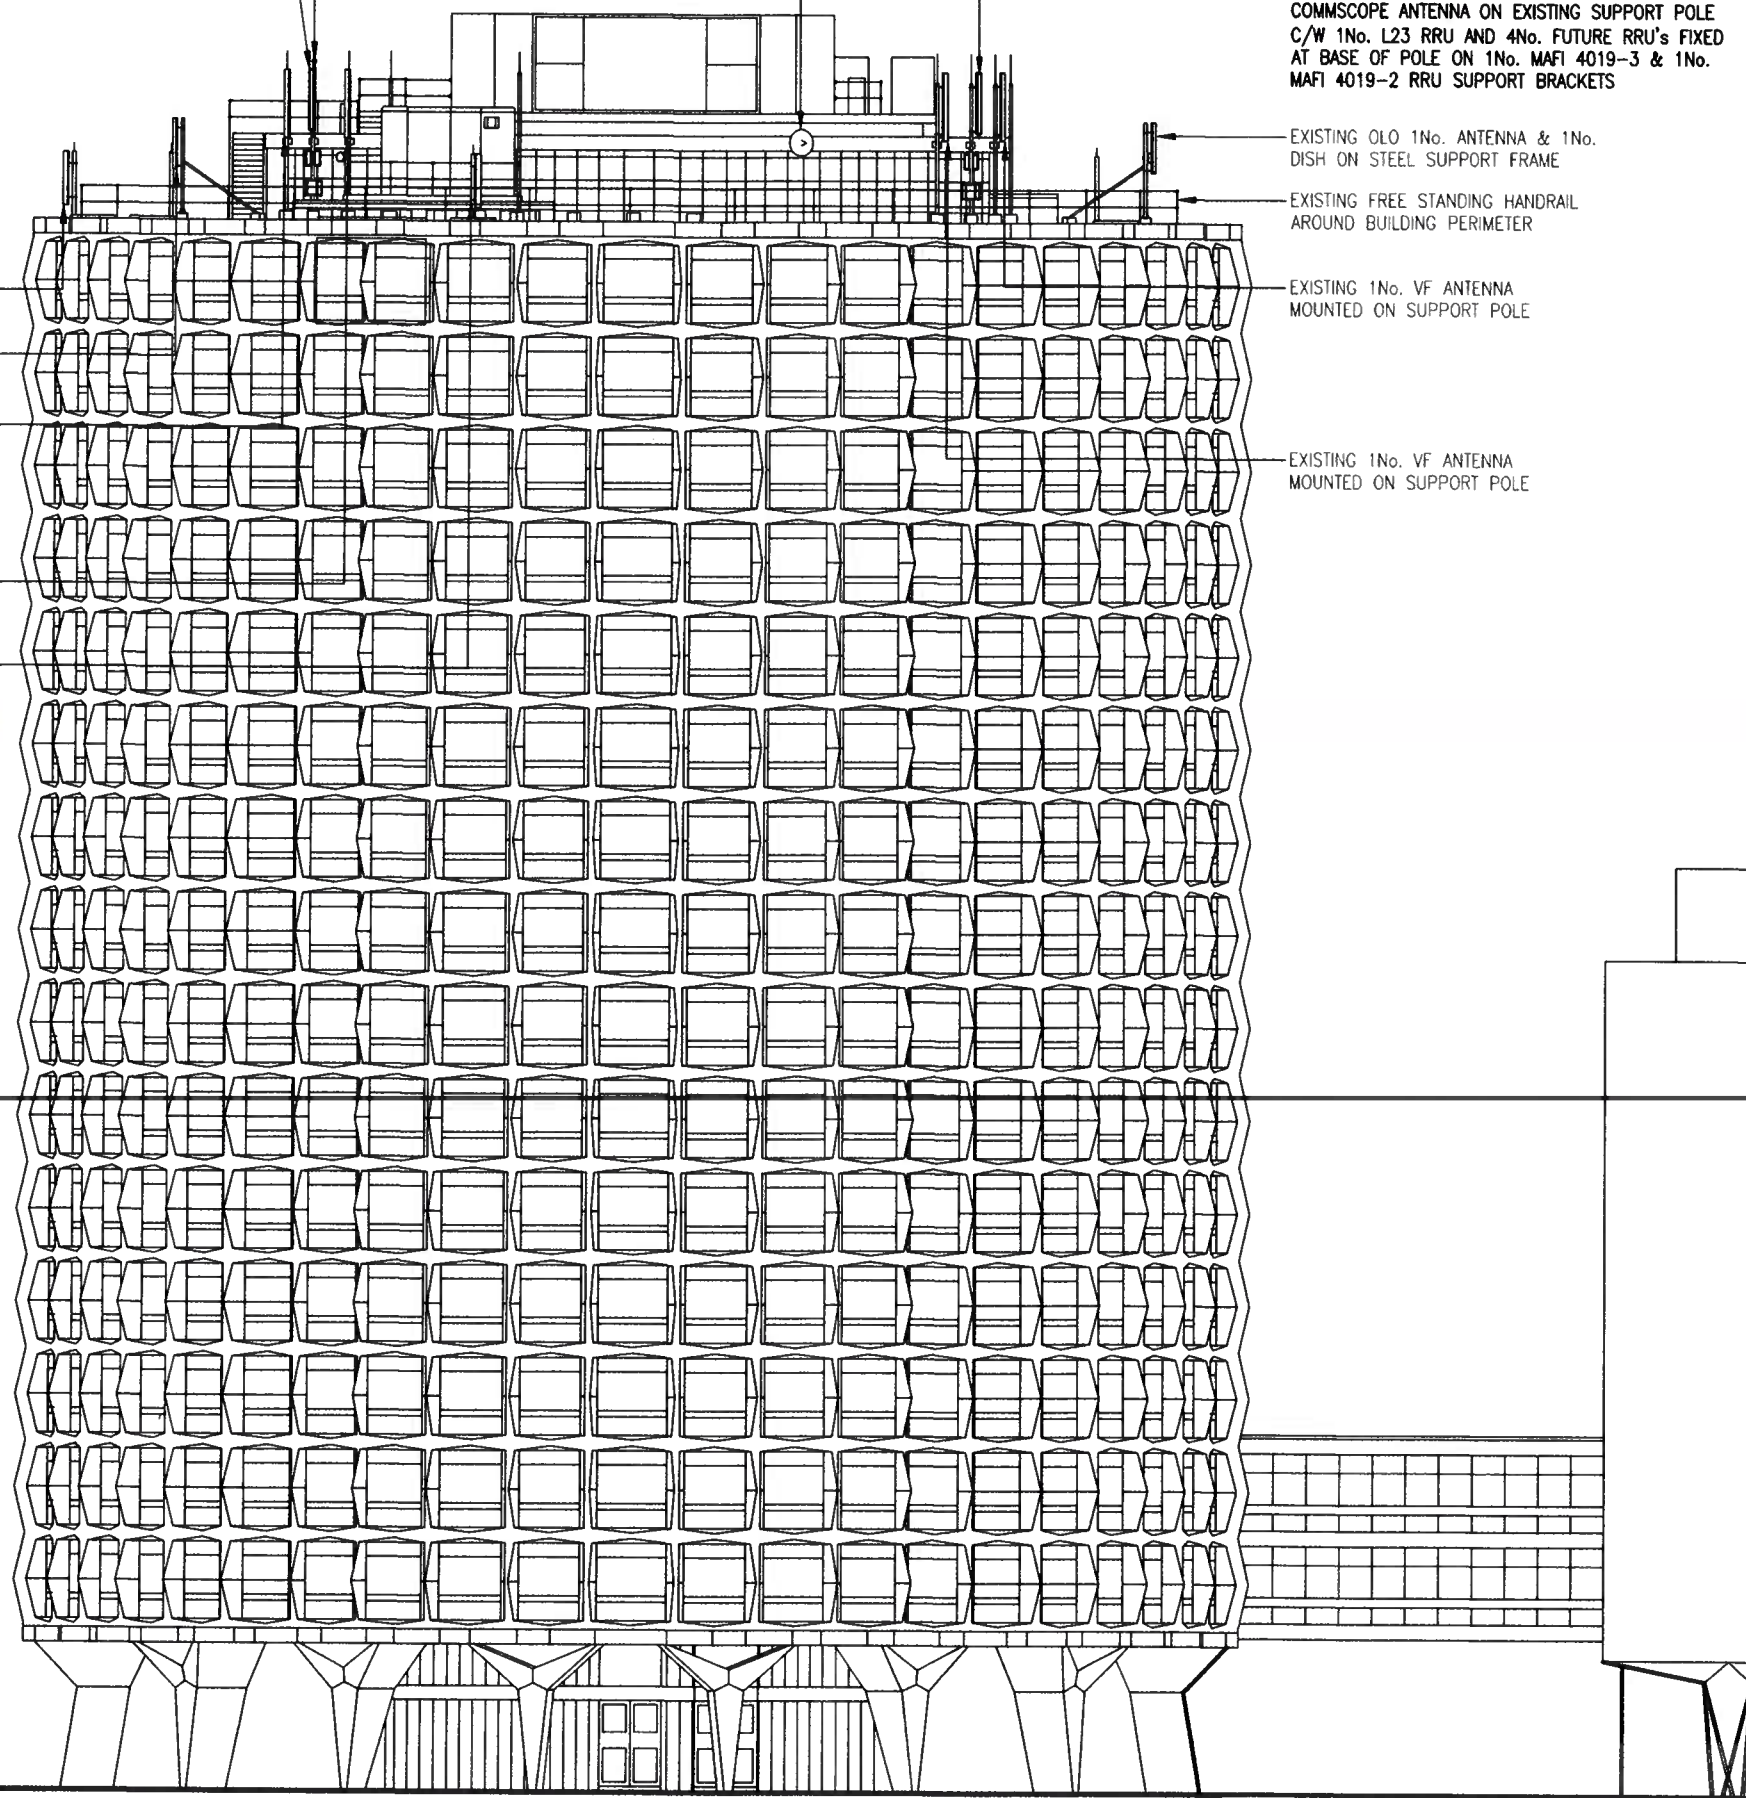 COMMSCOPE ANTENNA ON EXISTING SUPPORT POLE
C/W 1No. L23 RRU AND 4No. FUTURE RRU's FIXED
AT BASE OF POLE ON 1No. MAFI 4019-3 & 1No.
MAFI 4019-2 RRU SUPPORT BRACKETS
EXISTING OLO 1No. ANTENNA & 1No.
DISH ON STEEL SUPPORT FRAME
EXISTING FREE STANDING HANDRAIL
AROUND BUILDING PERIMETER
EXISTING 1No. VF ANTENNA
MOUNTED ON SUPPORT POLE
EXISTING 1No. VF ANTENNA
MOUNTED ON SUPPORT POLE